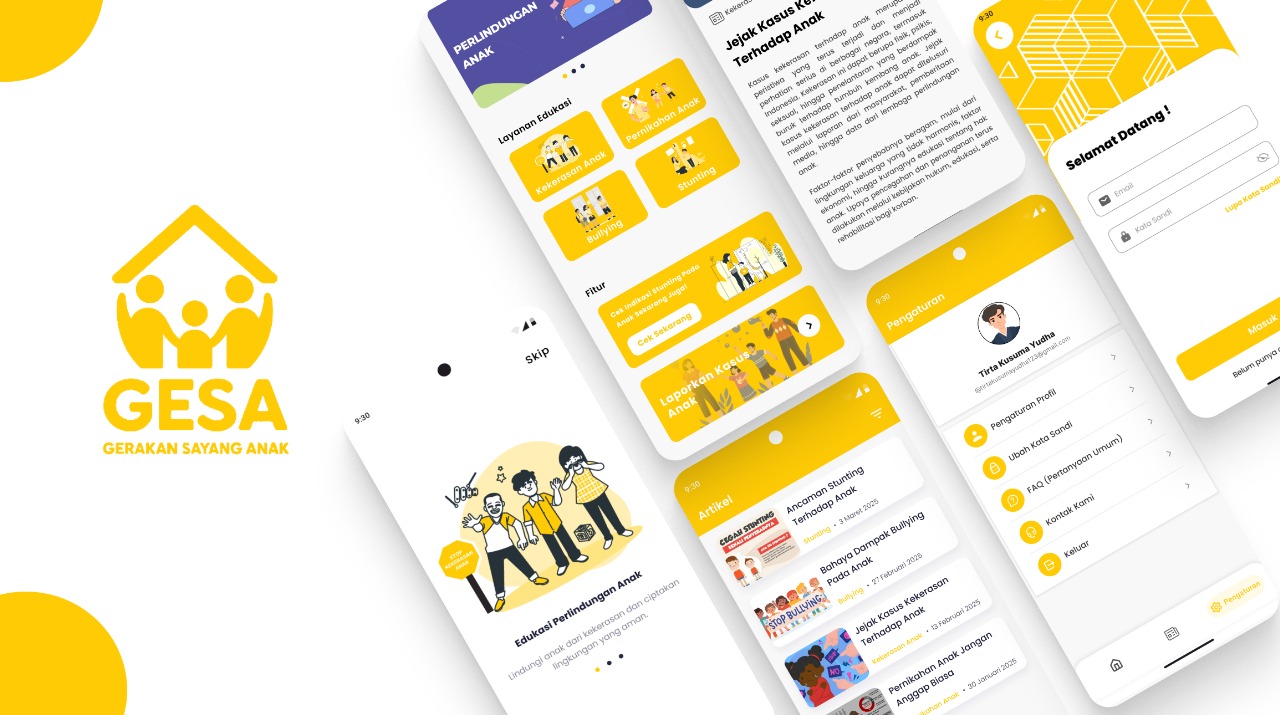 GESA
GERAKAN SAYANG ANAK
9:30
Skip
STOP
KEKERASAN
ANAK
Edukasi Perlindungan Anak
Lindungi anak dari kekerasan dan ciptakan
lingkungan yang aman.
PERLINDUNGAN
ANAK
Layanan Edukasi
Kekerasan Anak
Pernikahan Anak
Bullying
Stunting
Fitur
Cek Indikasi Stunting Pada
Anak Sekarang Juga!
Cek Sekarang
Laporkan Kasus
Anak
Jejak Kasus
Terhadap Anak
Kasus kekerasan terhadap anak
peristiwa yang terus terjadi dan menjadi
perhatian serius di berbagai negara, termasuk
Indonesia. Kekerasan ini dapat berupa fisik, psikis,
seksual, hingga penelantaran yang berdampak
buruk terhadap tumbuh kembang anak. Jejak
kasus kekerasan terhadap anak dapat ditelusuri
melalui laporan dari masyarakat, pemberitaan
media, hingga data dari lembaga perlindungan
anak.
Faktor-faktor penyebabnya beragam, mulai dari
lingkungan keluarga yang tidak harmonis, faktor
ekonomi, hingga kurangnya edukasi tentang hak
anak. Upaya pencegahan dan penanganan terus
dilakukan melalui kebijakan hukum, edukasi, serta
rehabilitasi bagi korban.
9:30
Artikel
CEGAH STUNTING
Ancaman Stunting
Terhadap Anak
Stunting • 3 Maret 2025
STOP BULLYING
Bahaya Dampak Bullying
Pada Anak
Bullying • 27 Februari 2025
NO
Jejak Kasus Kekerasan
Terhadap Anak
Kekerasan Anak • 13 Februari 2025
Pernikahan Anak Jangan
Anggap Biasa
Anak • 30 Januari 2025
9:30
Pengaturan
Tirta Kusuma Yudha
@tirtakusumayudha123@gmail.com
Pengaturan Profil
Ubah Kata Sandi
FAQ (Pertanyaan Umum)
Kontak Kami
Keluar
Pengaturan
9:30
Selamat Datang !
Email
Kata Sandi
Lupa Kata Sandi
Masuk
Belum punya